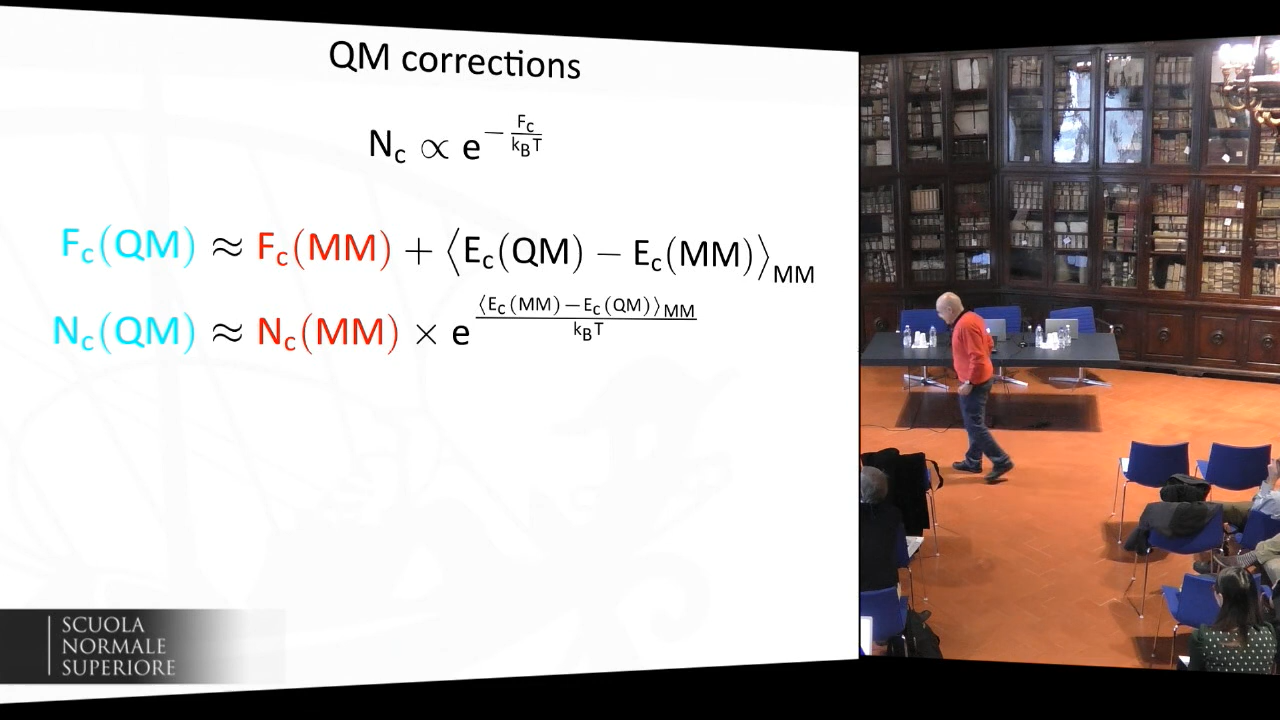 QM corrections
N_c ∝ e^{−F_c/k_BT}
F_c(QM) ≈ F_c(MM) + ⟨E_c(QM) − E_c(MM)⟩_MM
N_c(QM) ≈ N_c(MM) × e^{⟨E_c(MM)−E_c(QM)⟩_MM/k_BT}
SCUOLA
NORMALE
SUPERIORE